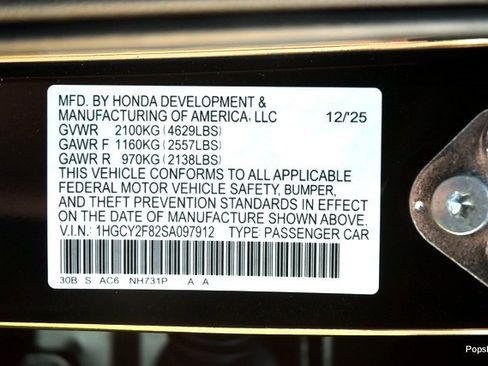 MFD. BY HONDA DEVELOPMENT &
MANUFACTURING OF AMERICA, LLC 12/'25
GVWR 2100KG (4629LBS)
GAWR F 1160KG (2557LBS)
GAWR R 970KG (2138LBS)
THIS VEHICLE CONFORMS TO ALL APPLICABLE
FEDERAL MOTOR VEHICLE SAFETY, BUMPER,
AND THEFT PREVENTION STANDARDS IN EFFECT
ON THE DATE OF MANUFACTURE SHOWN ABOVE.
V.I.N.: 1HGCY2F82SA097912 TYPE: PASSENGER CAR
30B S AC6 NH731P A A